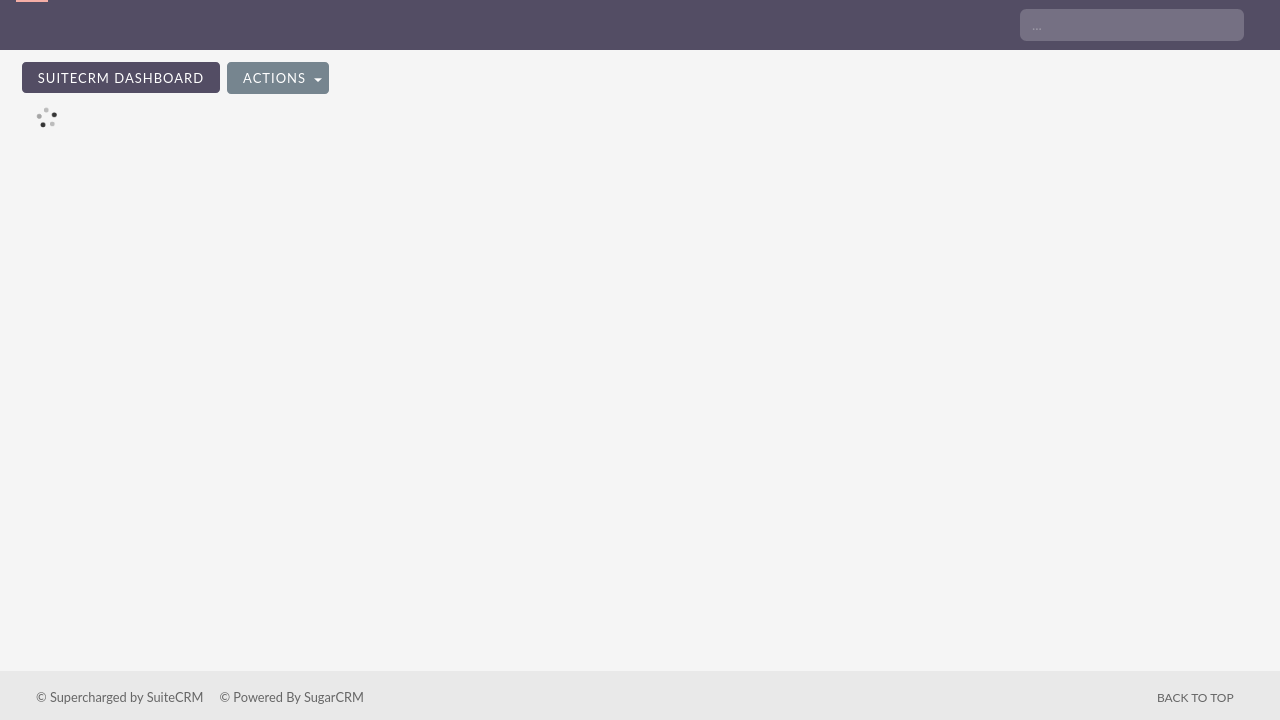 ...
SUITECRM DASHBOARD
ACTIONS
© Supercharged by SuiteCRM © Powered By SugarCRM
BACK TO TOP